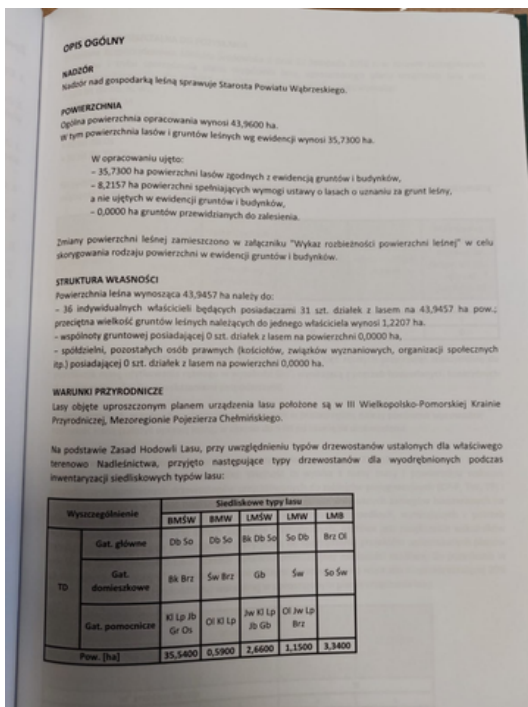 OPIS OGÓLNY
NADZÓR
Nadzór nad gospodarką leśną sprawuje Starosta Powiatu Wąbrzeskiego.
POWIERZCHNIA
Ogólna powierzchnia opracowania wynosi 43,9600 ha.
W tym powierzchnia lasów i gruntów leśnych wg ewidencji wynosi 35,7300 ha.
W opracowaniu ujęto:
– 35,7300 ha powierzchni lasów zgodnych z ewidencją gruntów i budynków,
– 8,2157 ha powierzchni spełniających wymogi ustawy o lasach o uznaniu za grunt leśny,
a nie ujętych w ewidencji gruntów i budynków,
– 0,0000 ha gruntów przewidzianych do zalesienia.
Zmiany powierzchni leśnej zamieszczono w załączniku "Wykaz rozbieżności powierzchni leśnej" w celu
skorygowania rodzaju powierzchni w ewidencji gruntów i budynków.
STRUKTURA WŁASNOŚCI
Powierzchnia leśna wynosząca 43,9457 ha należy do:
– 36 indywidualnych właścicieli będących posiadaczami 31 szt. działek z lasem na 43,9457 ha pow.;
przeciętna wielkość gruntów leśnych należących do jednego właściciela wynosi 1,2207 ha.
– wspólnoty gruntowej posiadającej 0 szt. działek z lasem na powierzchni 0,0000 ha,
– spółdzielni, pozostałych osób prawnych (kościołów, związków wyznaniowych, organizacji społecznych
itp.) posiadającej 0 szt. działek z lasem na powierzchni 0,0000 ha.
WARUNKI PRZYRODNICZE
Lasy objęte uproszczonym planem urządzenia lasu położone są w III Wielkopolsko-Pomorskiej Krainie
Przyrodniczej, Mezoregionie Pojezierza Chełmińskiego.
Na podstawie Zasad Hodowli Lasu, przy uwzględnieniu typów drzewostanów ustalonych dla właściwego
terenowo Nadleśnictwa, przyjęto następujące typy drzewostanów dla wyodrębnionych podczas
inwentaryzacji siedliskowych typów lasu:
Wyszczególnienie Siedliskowe typy lasu
BMŚW BMW LMŚW LMW LMB
TD Gat. główne Db So Db So Bk Db So So Db Brz Ol
Gat. domieszkowe Bk Brz Św Brz Gb Św So Św
Gat. pomocnicze Kl Lp Jb Gr Os Ol Kl Lp Jw Kl Lp Jb Gb Ol Jw Lp Brz
Pow. [ha] 35,5400 0,5900 2,6600 1,1500 3,3400